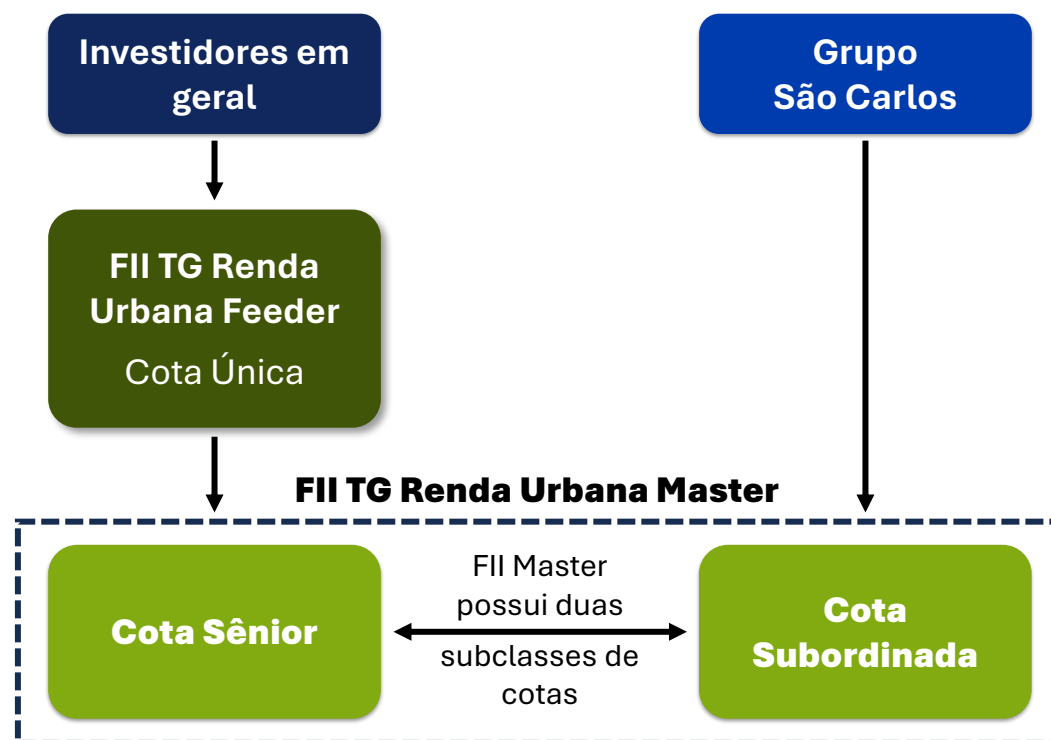 Investidores em
geral
Grupo
São Carlos
FII TG Renda
Urbana Feeder
Cota Única
FII TG Renda Urbana Master
Cota Sênior
FII Master
possui duas
subclasses de
cotas
Cota
Subordinada